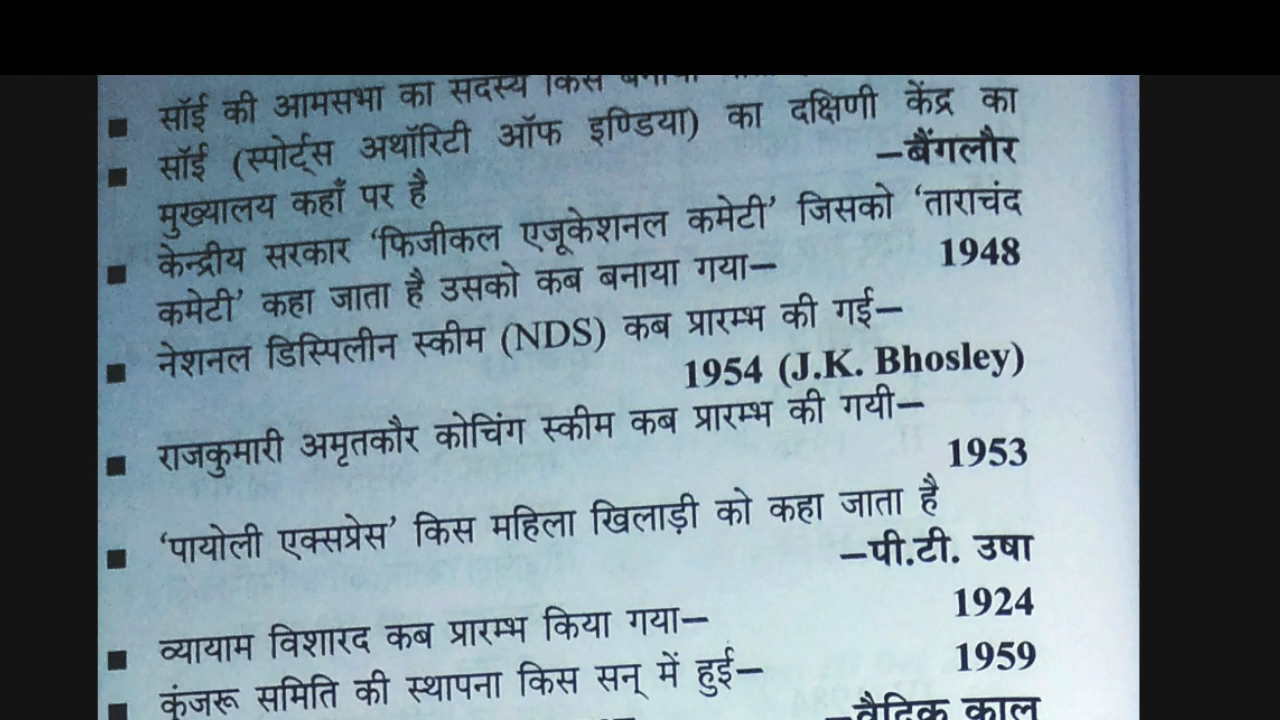 ■ सॉई की आमसभा का सदस्य किसे
■ सॉई (स्पोर्ट्स अथॉरिटी ऑफ इण्डिया) का दक्षिणी केंद्र का
मुख्यालय कहाँ पर है –बैंगलौर
■ केन्द्रीय सरकार ‘फिजीकल एजूकेशनल कमेटी’ जिसको ‘ताराचंद
कमेटी’ कहा जाता है उसको कब बनाया गया– 1948
■ नेशनल डिस्पिलीन स्कीम (NDS) कब प्रारम्भ की गई–
1954 (J.K. Bhosley)
■ राजकुमारी अमृतकौर कोचिंग स्कीम कब प्रारम्भ की गयी–
1953
■ ‘पायोली एक्सप्रेस’ किस महिला खिलाड़ी को कहा जाता है
–पी.टी. उषा
■ व्यायाम विशारद कब प्रारम्भ किया गया– 1924
■ कुंजरू समिति की स्थापना किस सन् में हुई– 1959
–वैदिक काल